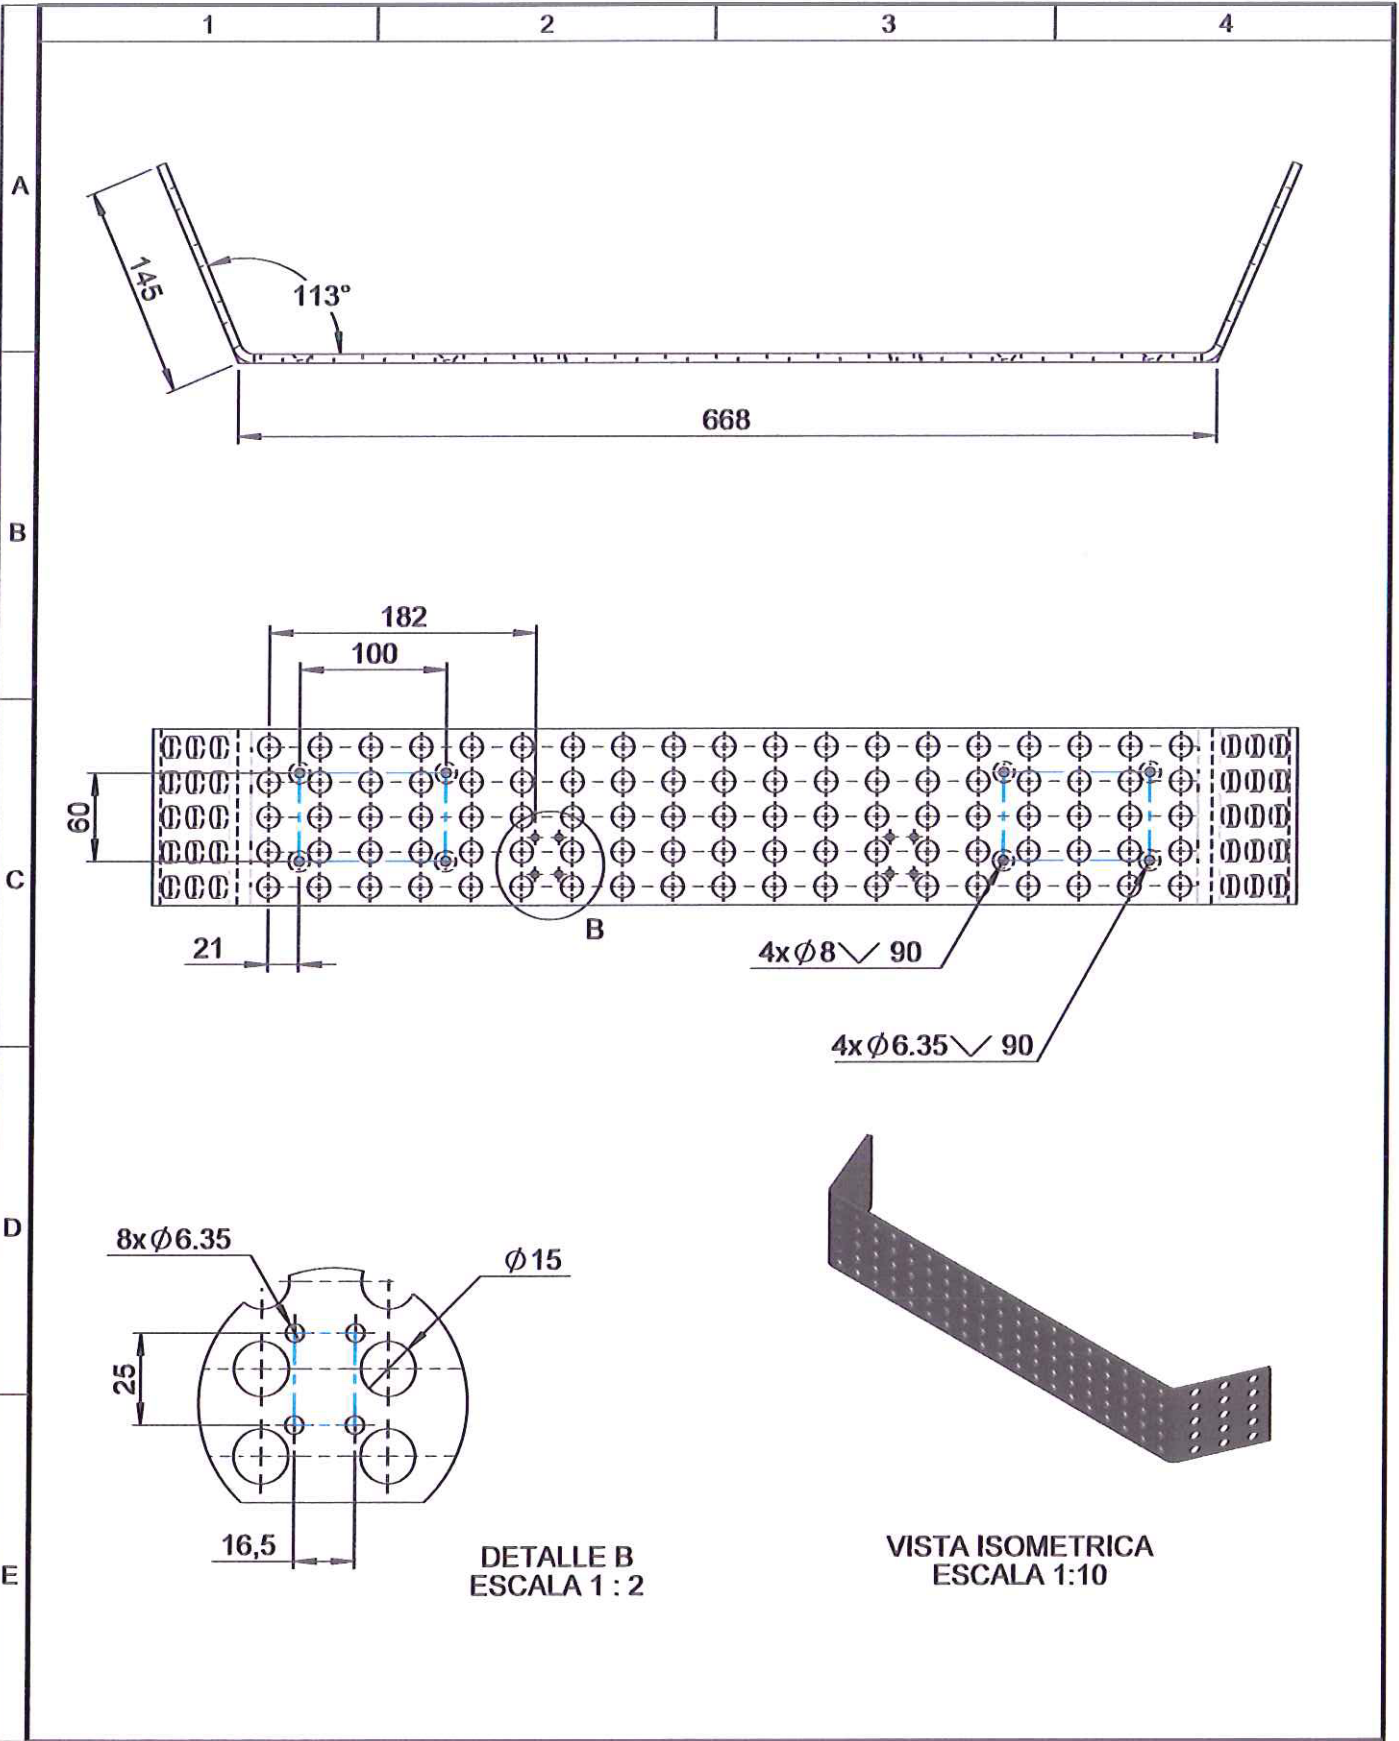 1 2 3 4
A
145
113°
668
B
182
100
60
C
B
21
4xØ8⌵ 90
4xØ6.35⌵ 90
D
8xØ6.35
Ø15
25
16,5
DETALLE B
ESCALA 1 : 2
VISTA ISOMETRICA
ESCALA 1:10
E